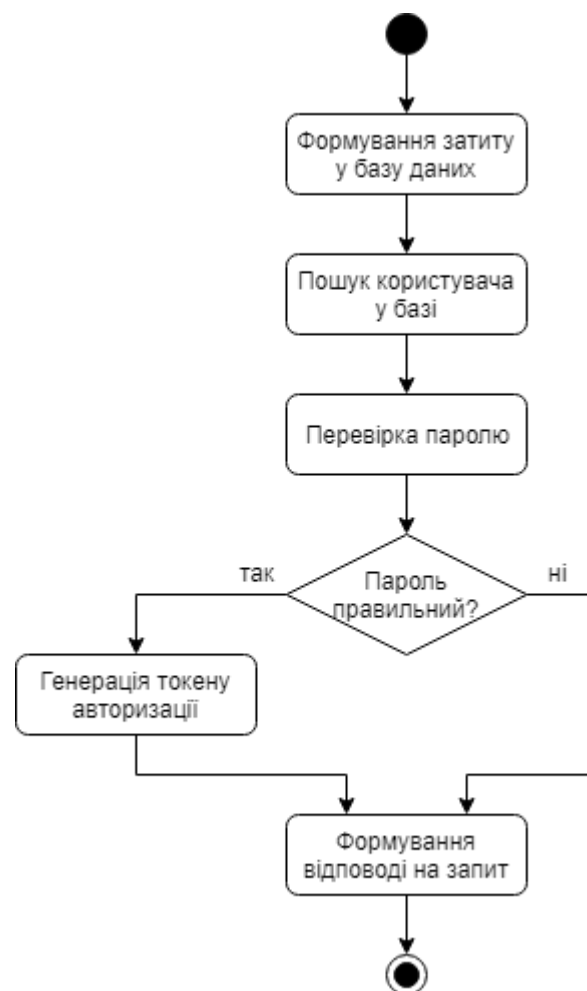 Формування затиту
у базу даних
Пошук користувача
у базі
Перевірка паролю
так
Пароль
правильний?
ні
Генерація токену
авторизації
Формування
відповоді на запит